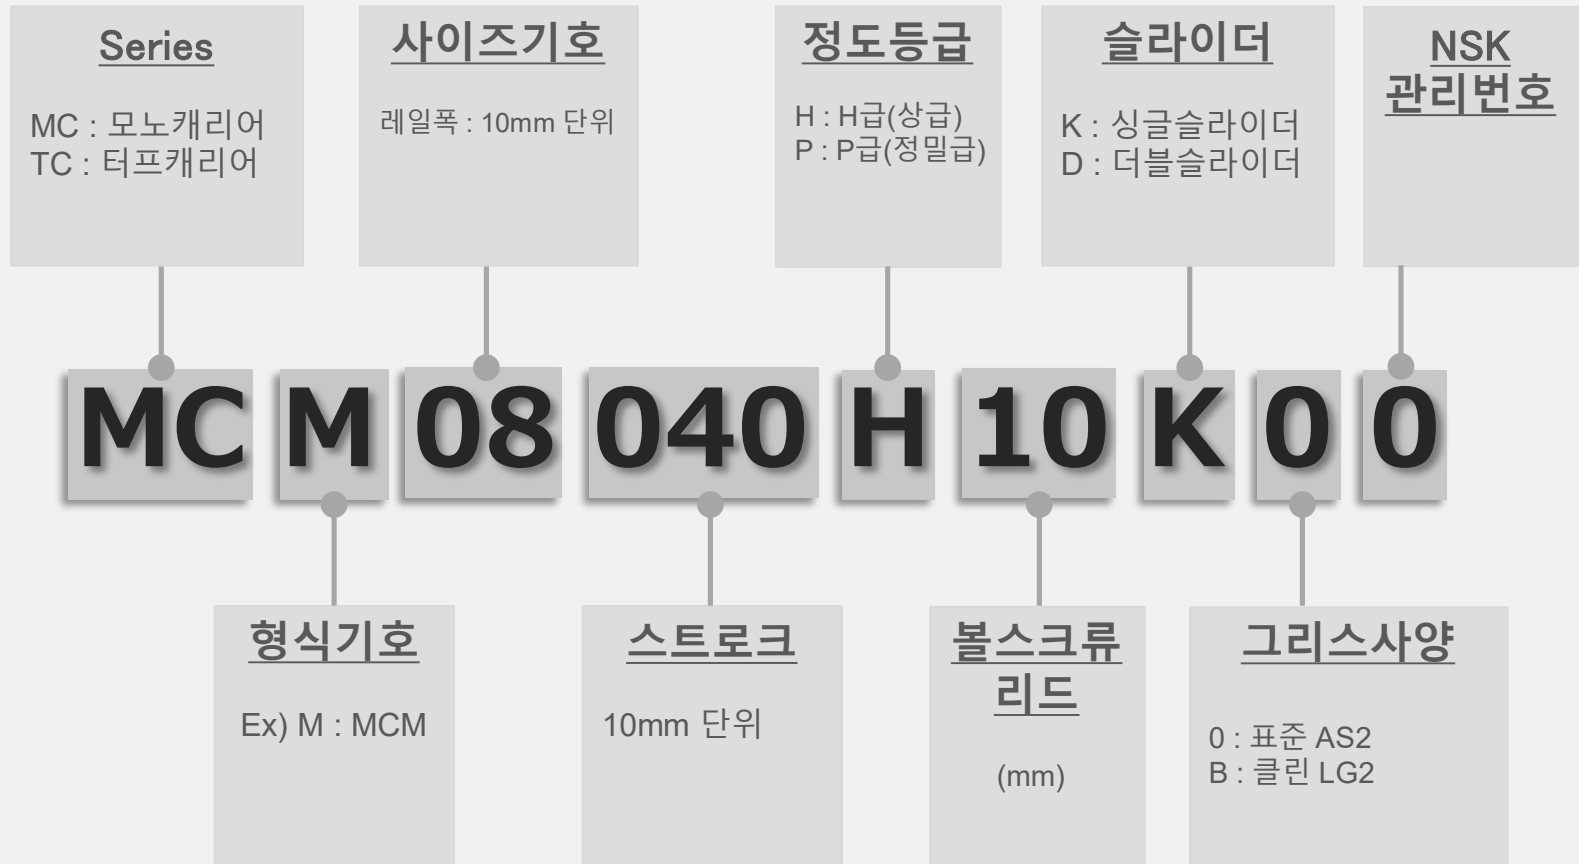 Series
MC : 모노캐리어
TC : 터프캐리어
사이즈기호
레일폭 : 10mm 단위
정도등급
H : H급(상급)
P : P급(정밀급)
슬라이더
K : 싱글슬라이더
D : 더블슬라이더
NSK
관리번호
MC M 08 040 H 10 K 0 0
형식기호
Ex) M : MCM
스트로크
10mm 단위
볼스크류
리드
(mm)
그리스사양
0 : 표준 AS2
B : 클린 LG2